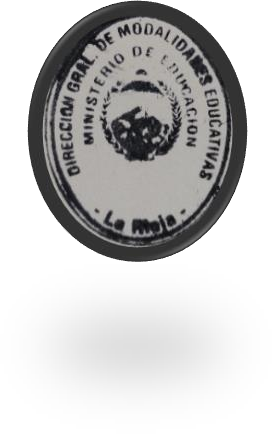 DIRECCION GRAL. DE MODALIDADES EDUCATIVAS
MINISTERIO DE EDUCACION
- La Rioja -